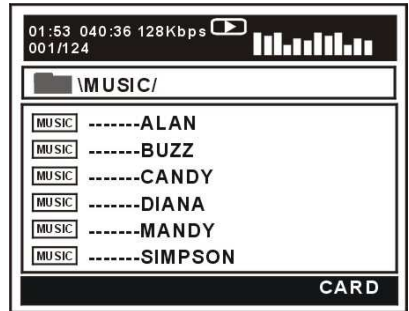 01:53 040:36 128Kbps
001/124
\MUSIC/
MUSIC -------ALAN
MUSIC -------BUZZ
MUSIC -------CANDY
MUSIC -------DIANA
MUSIC -------MANDY
MUSIC -------SIMPSON
CARD